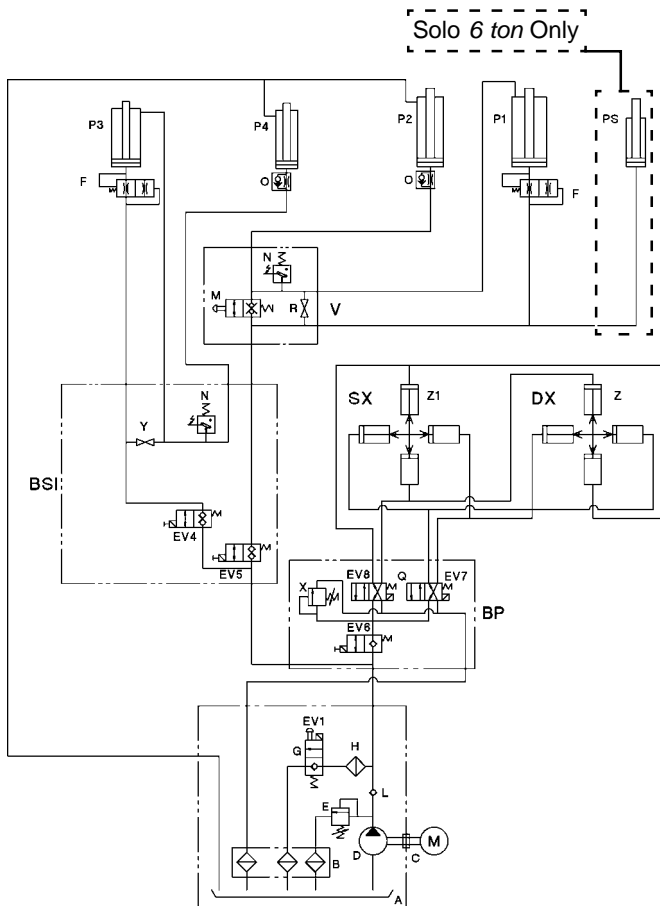 Solo 6 ton Only
P3
P4
P2
P1
PS
F
O
O
F
N
M
R
V
SX
Z1
DX
Z
N
Y
BSI
EV4
EV5
EV8
Q
EV7
X
BP
EV6
EV1
G
H
L
E
D
C
M
B
A